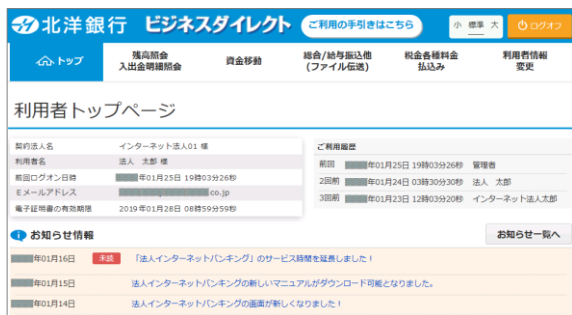 北洋銀行 ビジネスダイレクト ご利用の手引きはこちら 小 標準 大 ログオフ
トップ 残高照会 入出金明細照会 資金移動 総合/給与振込他 (ファイル伝送) 税金各種料金 払込み 利用者情報 変更
利用者トップページ
契約法人名 インターネット法人01 様
利用者名 法人 太郎 様
前回ログオン日時 年01月25日 19時03分26秒
Eメールアドレス co.jp
電子証明書の有効期限 2019年01月28日 08時59分59秒
ご利用履歴
前回 年01月25日 19時03分26秒 管理者
2回前 年01月24日 03時30分30秒 法人 太郎
3回前 年01月23日 12時03分20秒 インターネット法人太郎
お知らせ情報 お知らせ一覧へ
年01月16日 未読 「法人インターネットバンキング」のサービス時間を延長しました!
年01月15日 法人インターネットバンキングの新しいマニュアルがダウンロード可能となりました。
年01月14日 法人インターネットバンキングの画面が新しくなりました!